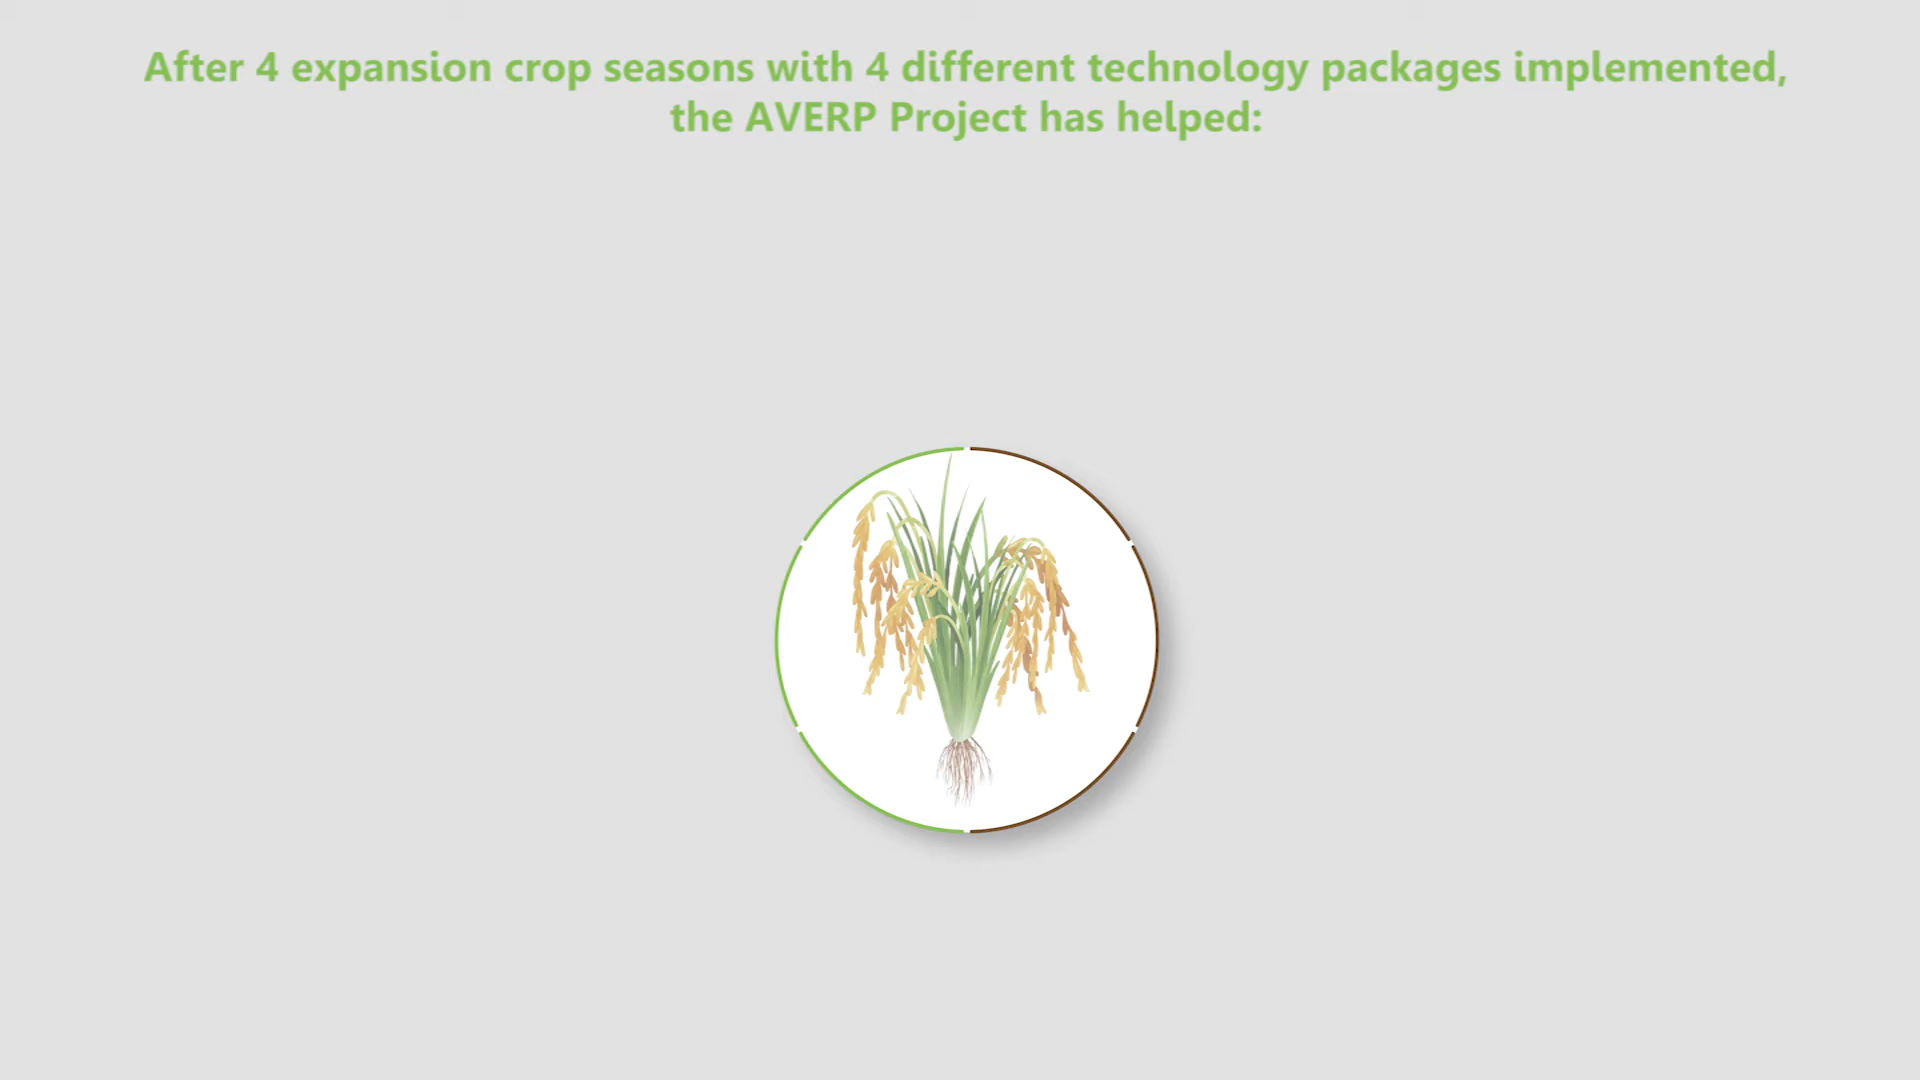 After 4 expansion crop seasons with 4 different technology packages implemented,
the AVERP Project has helped: